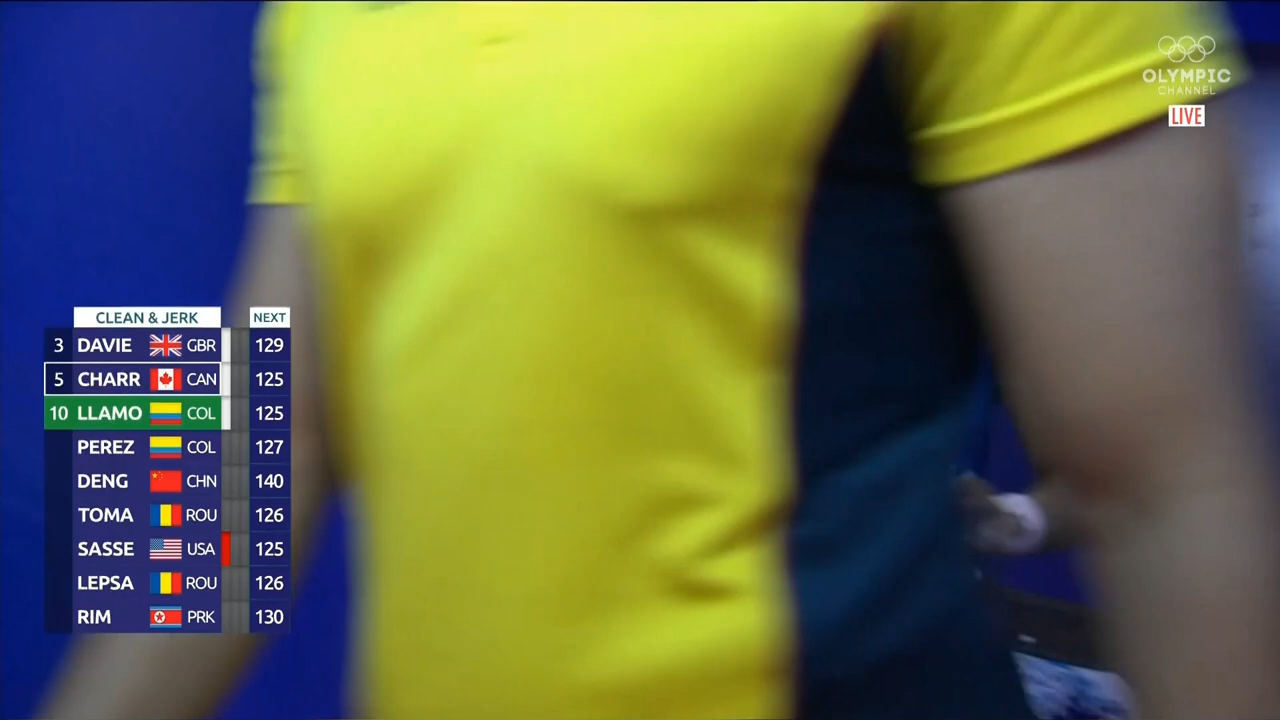 OLYMPIC
CHANNEL
LIVE
CLEAN & JERK NEXT
3 DAVIE GBR 129
5 CHARR CAN 125
10 LLAMO COL 125
PEREZ COL 127
DENG CHN 140
TOMA ROU 126
SASSE USA 125
LEPSA ROU 126
RIM PRK 130